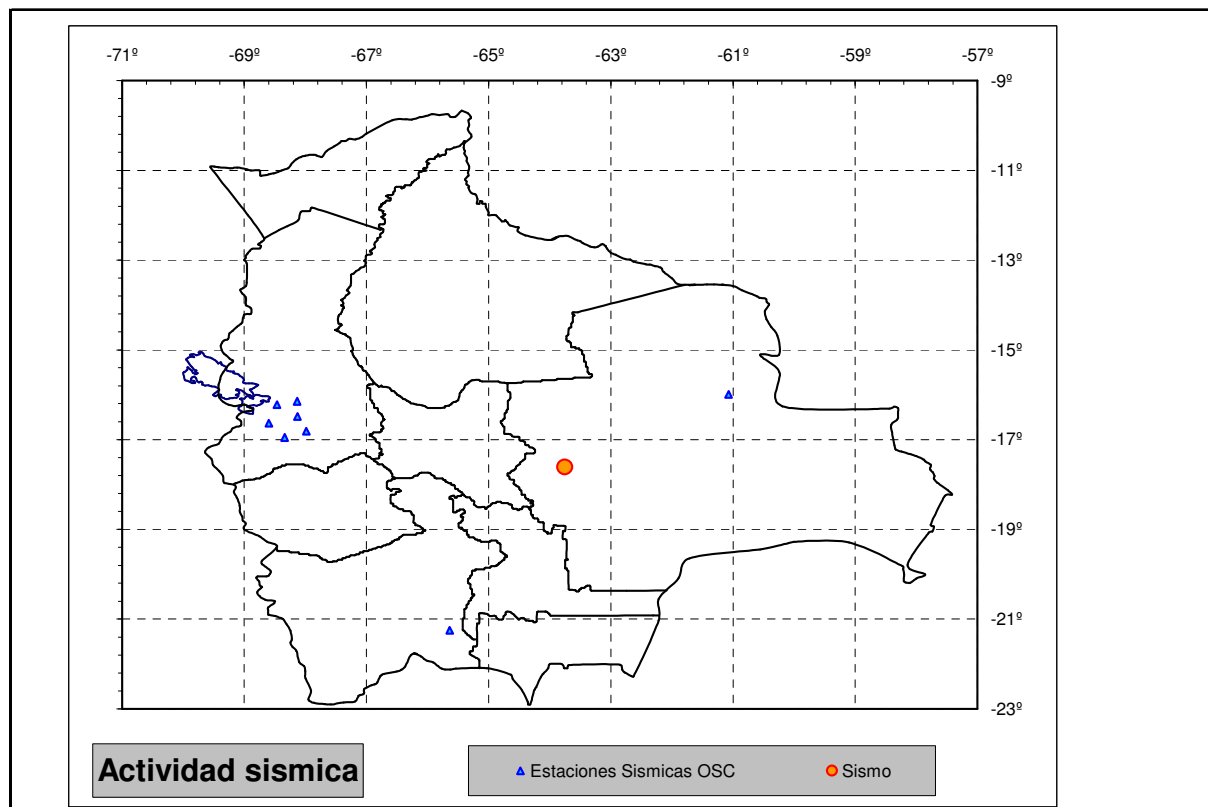 -71º -69º -67º -65º -63º -61º -59º -57º
-9º
-11º
-13º
-15º
-17º
-19º
-21º
-23º
Actividad sismica
Estaciones Sismicas OSC
Sismo